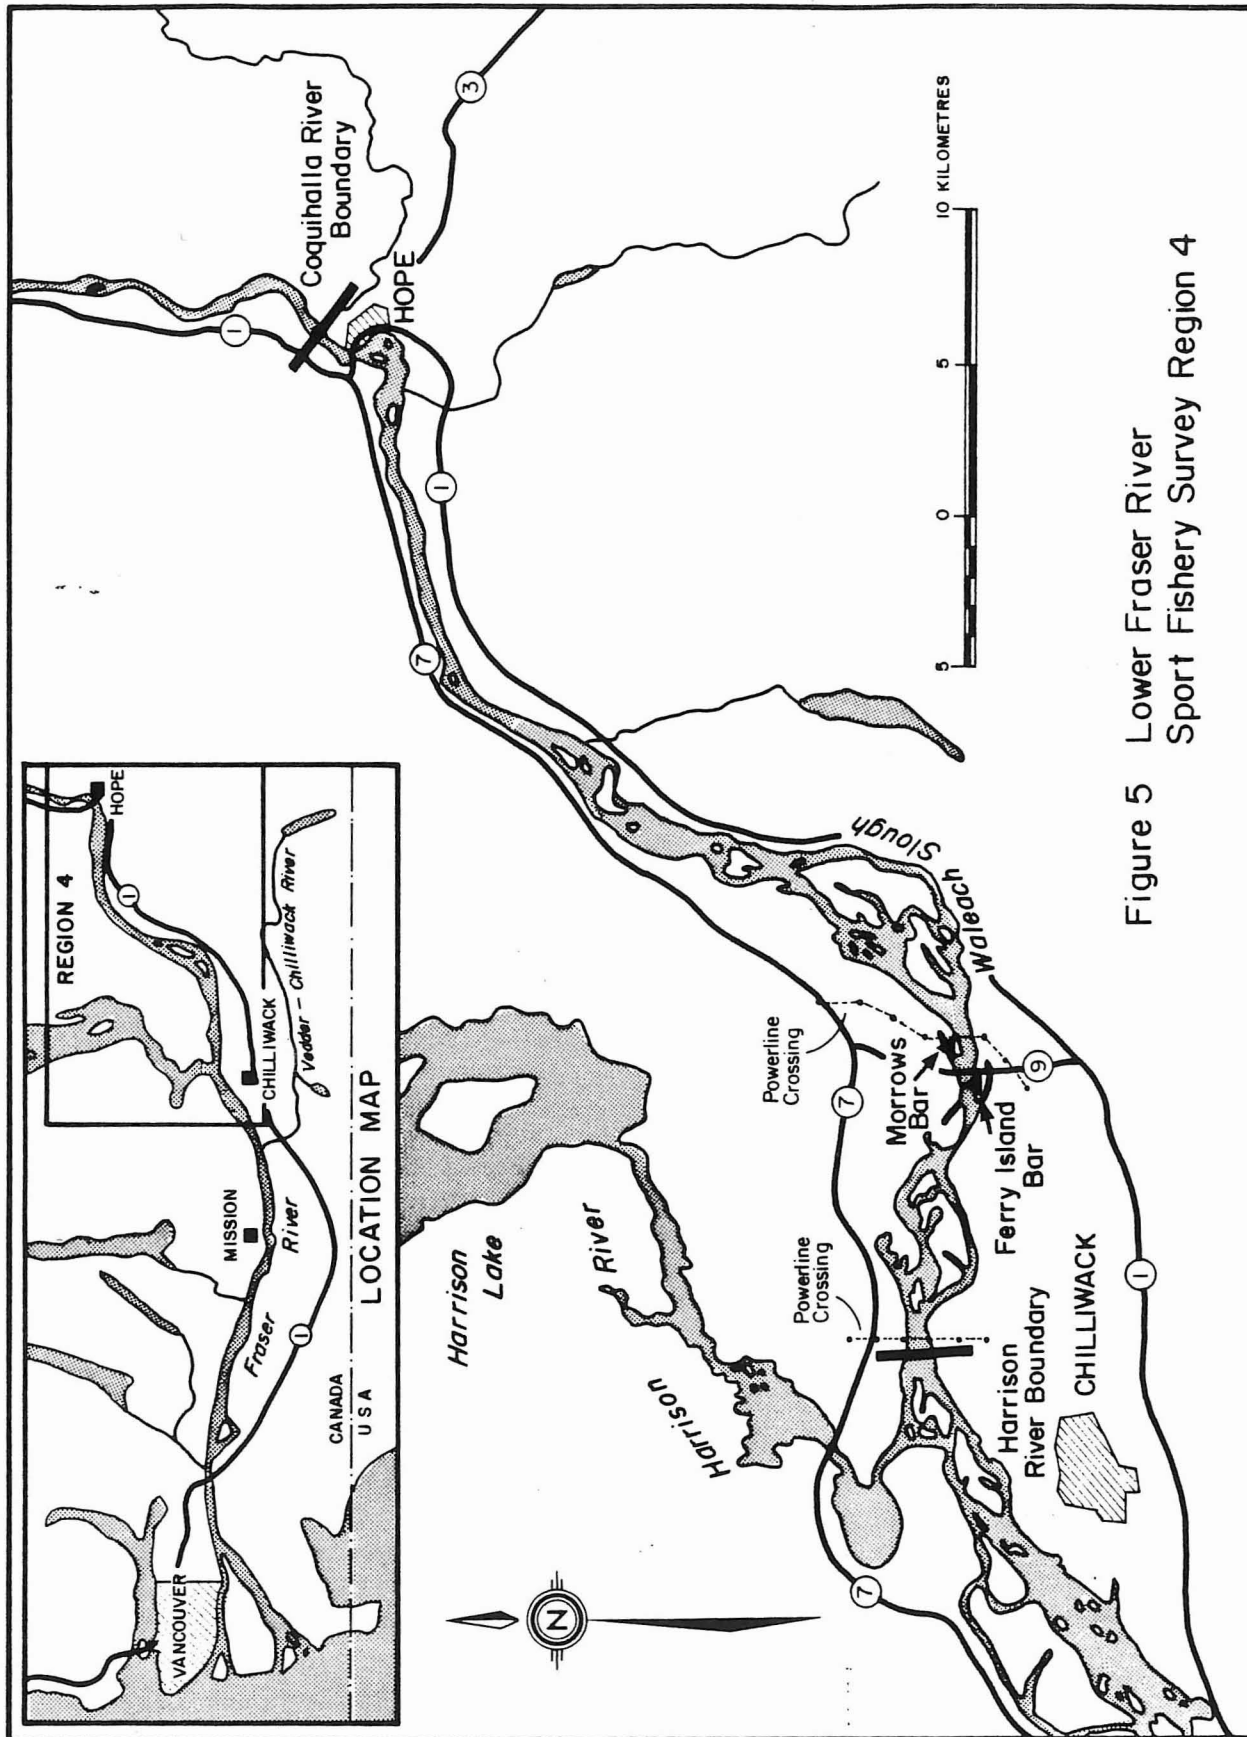 REGION 4
HOPE
1
CHILLIWACK
Vedder - Chilliwack River
MISSION
Fraser River
1
VANCOUVER
CANADA
USA
LOCATION MAP
N
Coquihalla River
Boundary
3
1
HOPE
1
7
Harrison
Lake
Harrison River
Powerline
Crossing
7
Powerline
Crossing
Morrows
Bar
9
Ferry Island
Bar
Waleach Slough
Harrison
River Boundary
CHILLIWACK
1
7
5 0 5 10 KILOMETRES
Figure 5 Lower Fraser River
Sport Fishery Survey Region 4